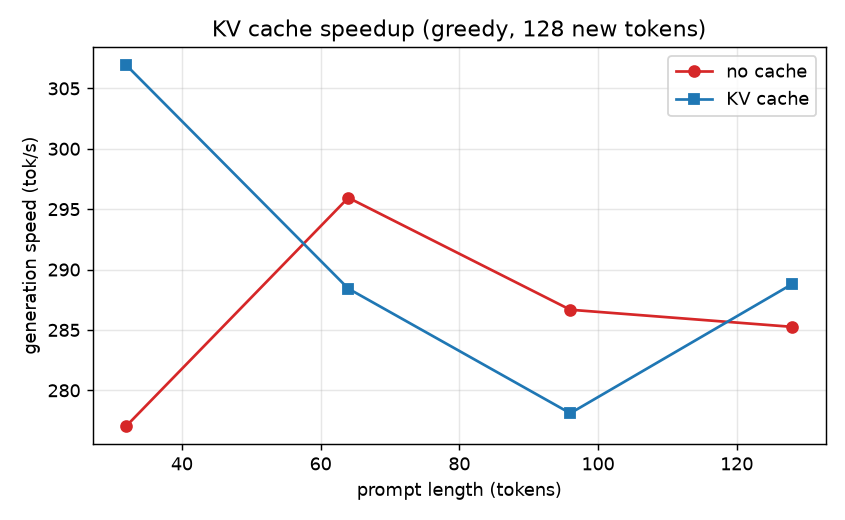 KV cache speedup (greedy, 128 new tokens)
no cache
KV cache
generation speed (tok/s)
305
300
295
290
285
280
40
60
80
100
120
prompt length (tokens)